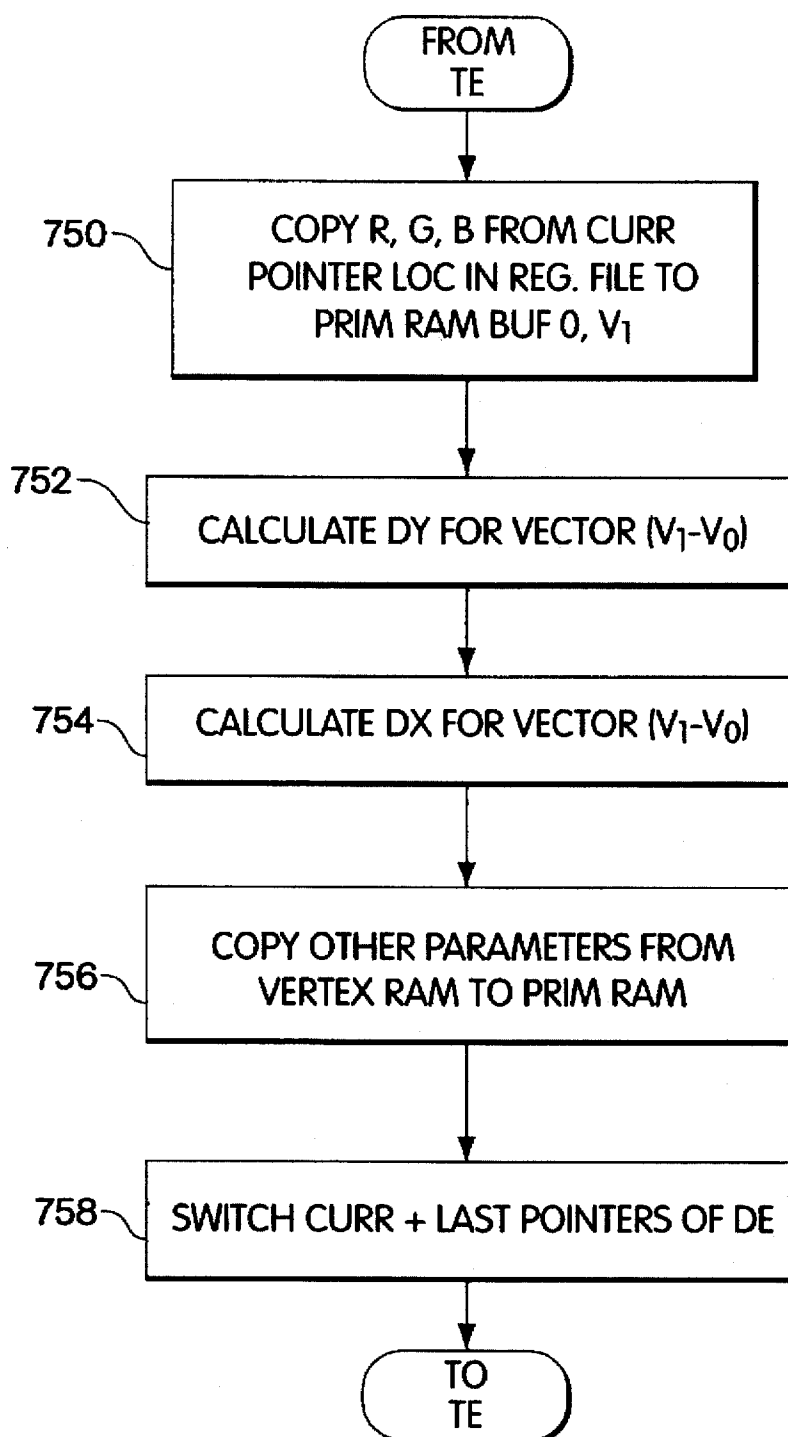 FROM
TE
750
COPY R, G, B FROM CURR
POINTER LOC IN REG. FILE TO
PRIM RAM BUF 0, V1
752
CALCULATE DY FOR VECTOR (V1-V0)
754
CALCULATE DX FOR VECTOR (V1-V0)
756
COPY OTHER PARAMETERS FROM
VERTEX RAM TO PRIM RAM
758
SWITCH CURR + LAST POINTERS OF DE
TO
TE